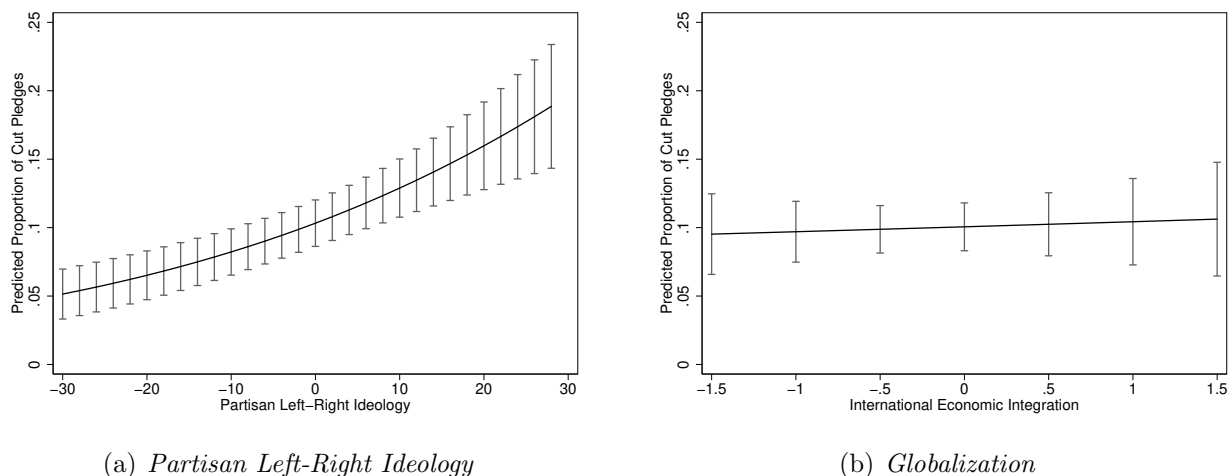 Predicted Proportion of Cut Pledges
.25
.2
.15
.1
.05
0
−30 −20 −10 0 10 20 30
Partisan Left−Right Ideology
(a) Partisan Left-Right Ideology
Predicted Proportion of Cut Pledges
.25
.2
.15
.1
.05
0
−1.5 −1 −.5 0 .5 1 1.5
International Economic Integration
(b) Globalization